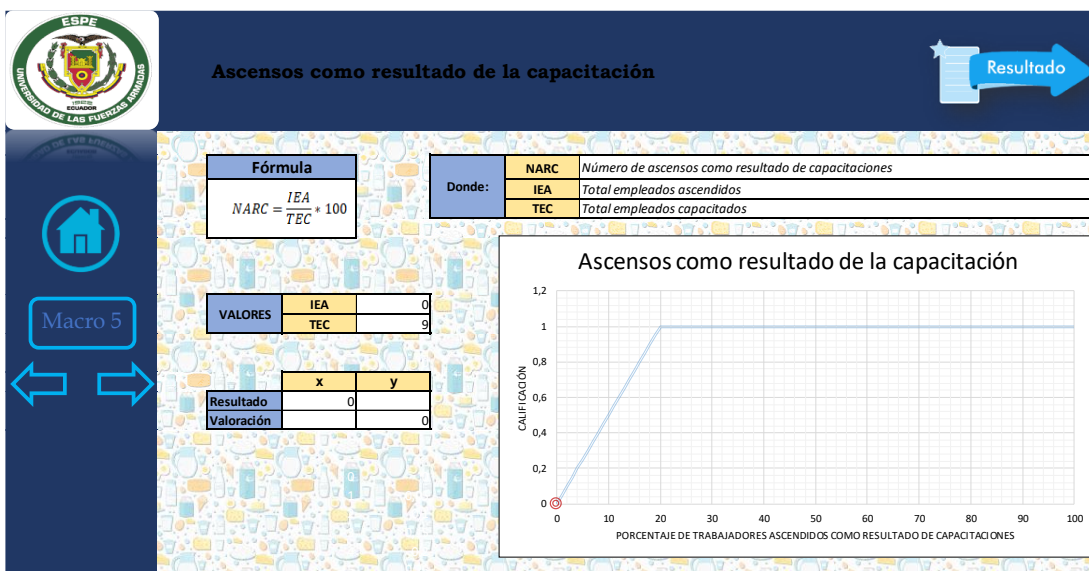 ESPE
UNIVERSIDAD DE LAS FUERZAS ARMADAS
ECUADOR
Ascensos como resultado de la capacitación
Resultado
Macro 5
Fórmula
NARC = IEA / TEC * 100
Donde:
NARC Número de ascensos como resultado de capacitaciones
IEA Total empleados ascendidos
TEC Total empleados capacitados
VALORES
IEA 0
TEC 9
x y
Resultado 0
Valoración 0
0
Ascensos como resultado de la capacitación
CALIFICACIÓN
1,2
1
0,8
0,6
0,4
0,2
0
0 10 20 30 40 50 60 70 80 90 100
PORCENTAJE DE TRABAJADORES ASCENDIDOS COMO RESULTADO DE CAPACITACIONES